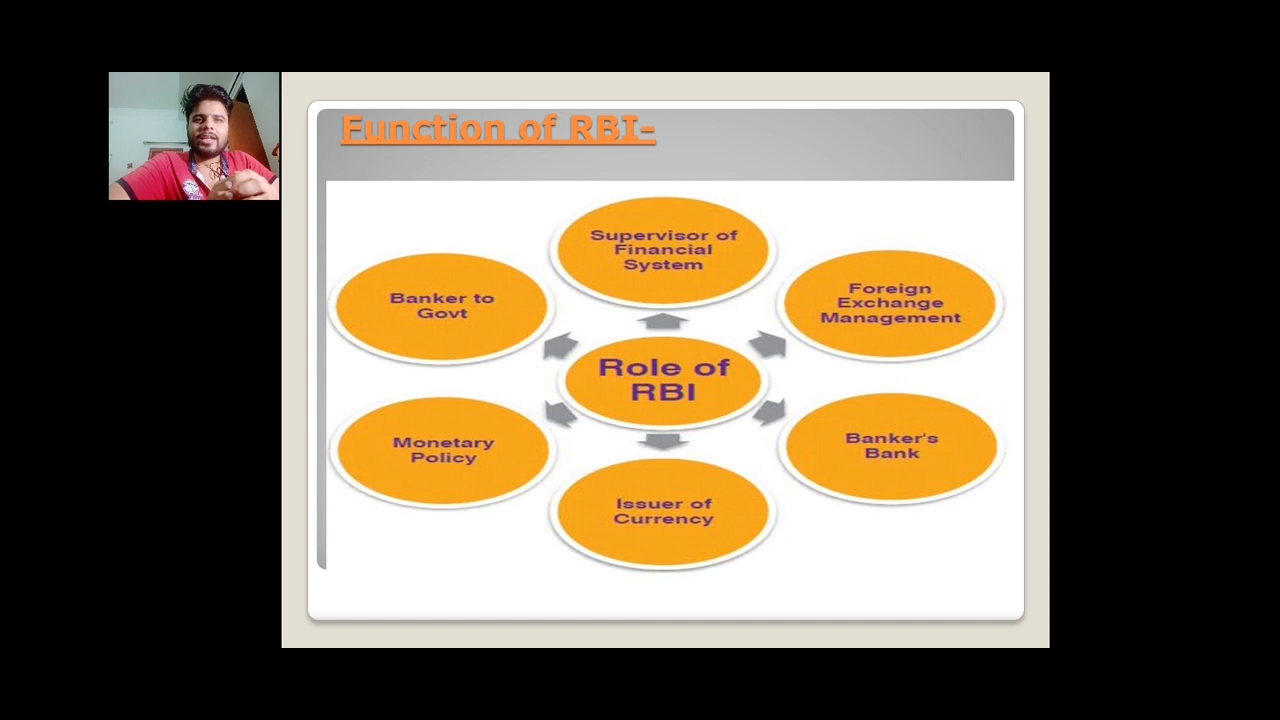 Function of RBI-
Supervisor of
Financial
System
Banker to
Govt
Foreign
Exchange
Management
Role of
RBI
Monetary
Policy
Banker's
Bank
Issuer of
Currency